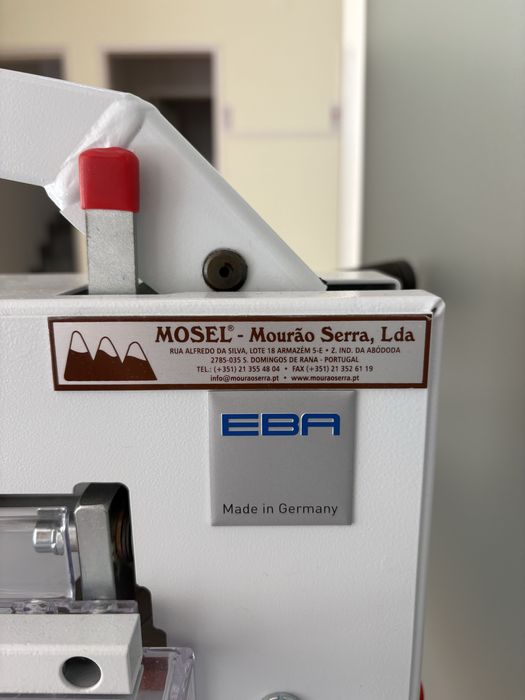 MOSEL® - Mourão Serra, Lda
RUA ALFREDO DA SILVA, LOTE 18 ARMAZÉM 5-E • Z. IND. DA ABÓBODA
2785-035 S. DOMINGOS DE RANA - PORTUGAL
TEL.: (+351) 21 355 48 04 • FAX (+351) 21 352 61 19
info@mouraoserra.pt • www.mouraoserra.pt
EBA
Made in Germany